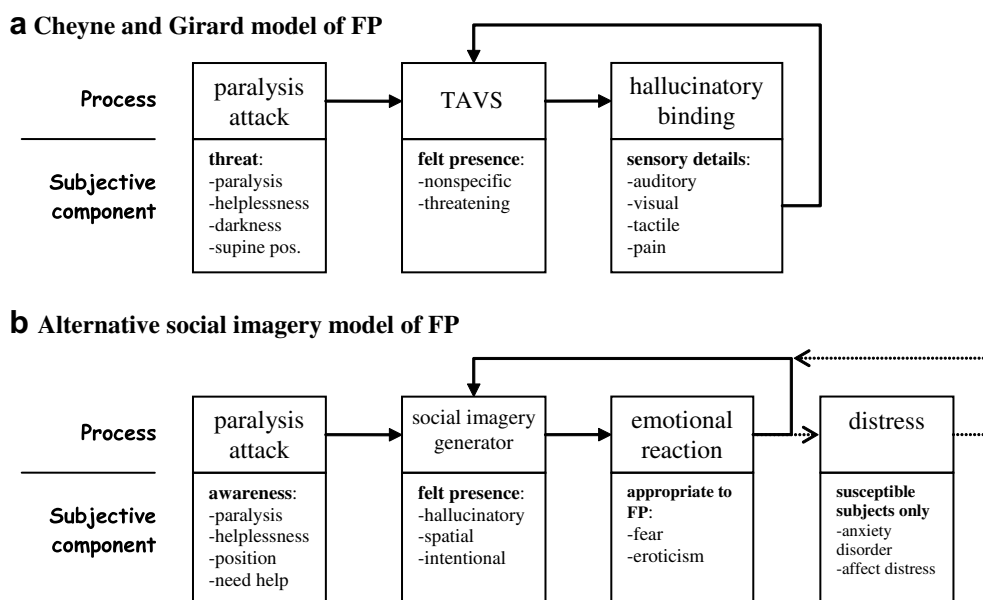 a Cheyne and Girard model of FP
Process
paralysis
attack
TAVS
hallucinatory
binding
Subjective
component
threat:
-paralysis
-helplessness
-darkness
-supine pos.
felt presence:
-nonspecific
-threatening
sensory details:
-auditory
-visual
-tactile
-pain
b Alternative social imagery model of FP
Process
paralysis
attack
social imagery
generator
emotional
reaction
distress
Subjective
component
awareness:
-paralysis
-helplessness
-position
-need help
felt presence:
-hallucinatory
-spatial
-intentional
appropriate to
FP:
-fear
-eroticism
susceptible
subjects only
-anxiety
disorder
-affect distress